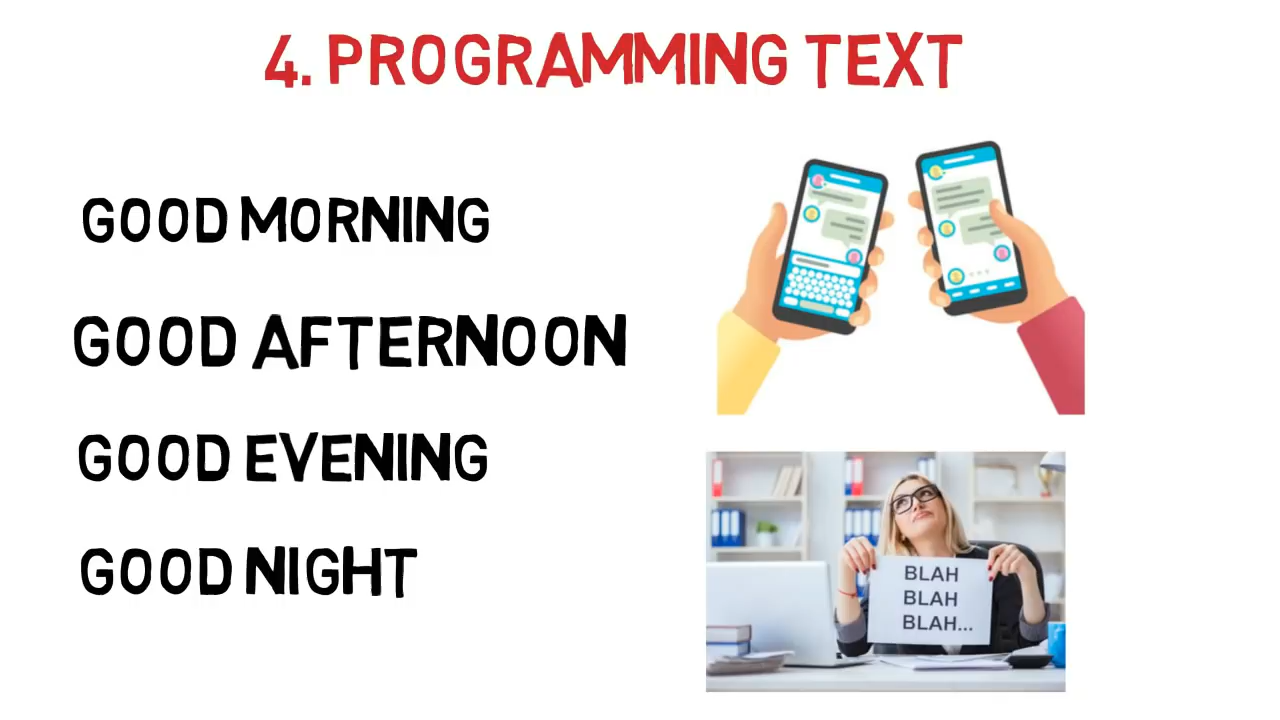 4. PROGRAMMING TEXT
GOOD MORNING
GOOD AFTERNOON
GOOD EVENING
GOOD NIGHT
BLAH
BLAH
BLAH...